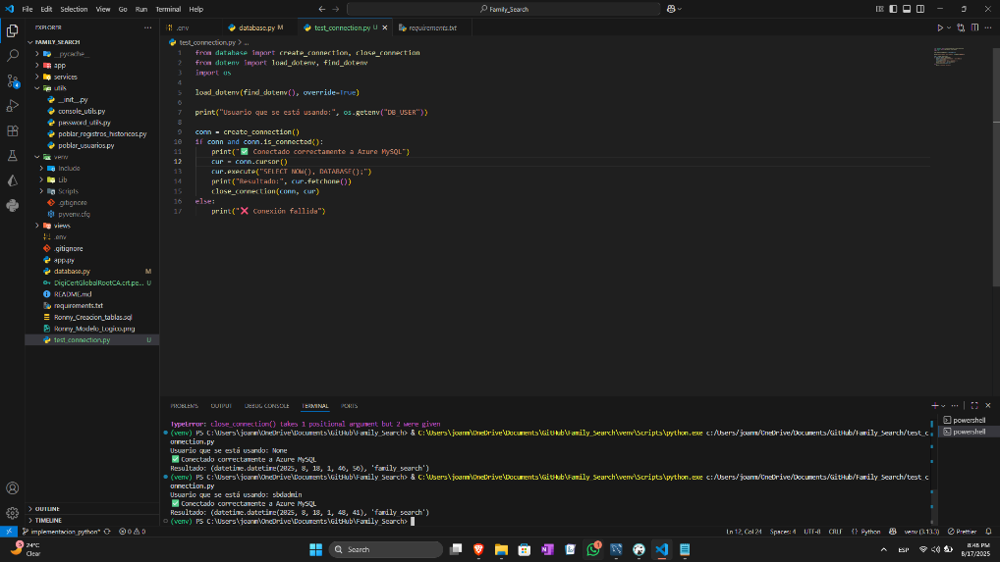 File Edit Selection View Go Run Terminal Help
Family_Search
EXPLORER
.env
database.py M
test_connection.py U
requirements.txt
FAMILY_SEARCH
__pycache__
app
services
utils
__init__.py
console_utils.py
password_utils.py
poblar_registros_historicos.py
poblar_usuarios.py
venv
Include
Lib
Scripts
.gitignore
pyvenv.cfg
views
.env
.gitignore
app.py
database.py M
DigiCertGlobalRootCA.crt.pe... U
README.md
requirements.txt
Ronny_Creacion_tablas.sql
Ronny_Modelo_Logico.png
test_connection.py U
OUTLINE
TIMELINE
test_connection.py > ...
1 from database import create_connection, close_connection
2 from dotenv import load_dotenv, find_dotenv
3 import os
4
5 load_dotenv(find_dotenv(), override=True)
6
7 print("Usuario que se está usando:", os.getenv("DB_USER"))
8
9 conn = create_connection()
10 if conn and conn.is_connected():
11 print("✅ Conectado correctamente a Azure MySQL")
12 cur = conn.cursor()
13 cur.execute("SELECT NOW(), DATABASE();")
14 print("Resultado:", cur.fetchone())
15 close_connection(conn, cur)
16 else:
17 print("❌ Conexión fallida")
PROBLEMS OUTPUT DEBUG CONSOLE TERMINAL PORTS
TypeError: close_connection() takes 1 positional argument but 2 were given
(venv) PS C:\Users\joanm\OneDrive\Documents\GitHub\Family_Search> & C:\Users\joanm\OneDrive\Documents\GitHub\Family_Search\venv\Scripts\python.exe c:/Users/joanm/OneDrive/Documents/GitHub/Family_Search/test_c
onnection.py
Usuario que se está usando: None
✅ Conectado correctamente a Azure MySQL
Resultado: (datetime.datetime(2025, 8, 18, 1, 46, 56), 'family_search')
(venv) PS C:\Users\joanm\OneDrive\Documents\GitHub\Family_Search> & C:\Users\joanm\OneDrive\Documents\GitHub\Family_Search\venv\Scripts\python.exe c:/Users/joanm/OneDrive/Documents/GitHub/Family_Search/test_c
onnection.py
Usuario que se está usando: sbdadmin
✅ Conectado correctamente a Azure MySQL
Resultado: (datetime.datetime(2025, 8, 18, 1, 48, 41), 'family_search')
(venv) PS C:\Users\joanm\OneDrive\Documents\GitHub\Family_Search>
powershell
powershell
implementacion_python* 0 0
Ln 12, Col 24 Spaces: 4 UTF-8 CRLF {} Python venv (3.13.3) Prettier
24°C
Clear
Search
ESP
8:48 PM
8/17/2025